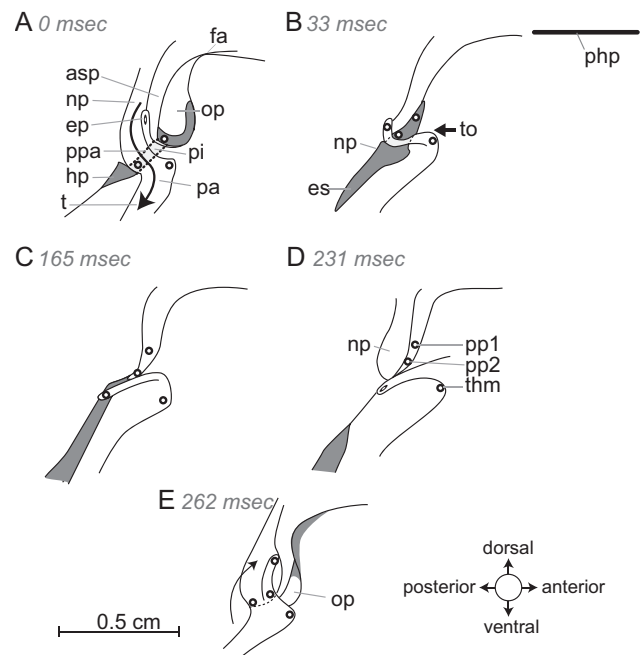 A 0 msec
fa
asp
np
op
ep
ppa
pi
hp
pa
t
B 33 msec
php
to
np
es
C 165 msec
D 231 msec
np
pp1
pp2
thm
E 262 msec
op
0.5 cm
dorsal
posterior
anterior
ventral